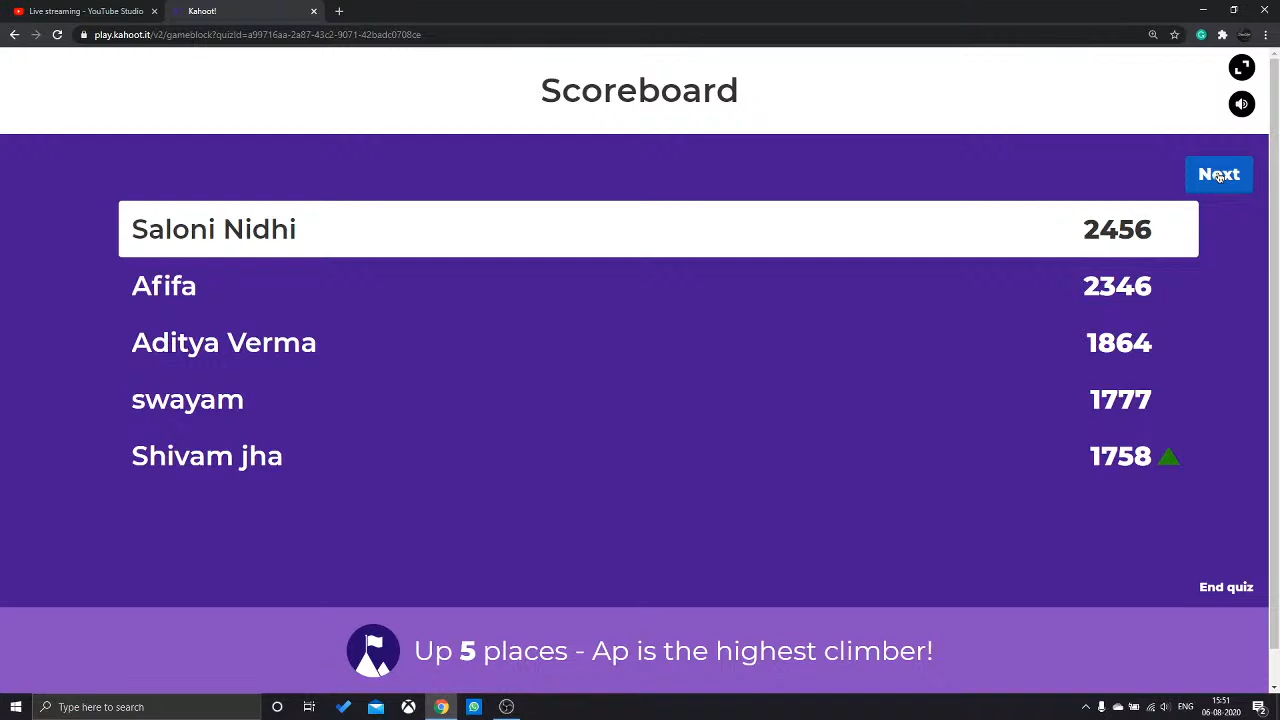 Live streaming - YouTube Studio
Kahoot!
play.kahoot.it/v2/gameblock?quizId=a99716aa-2a87-43c2-9071-42badc0708ce
Scoreboard
Next
Saloni Nidhi 2456
Afifa 2346
Aditya Verma 1864
swayam 1777
Shivam jha 1758
End quiz
Up 5 places - Ap is the highest climber!
Type here to search
ENG
15:51
06-08-2020
2